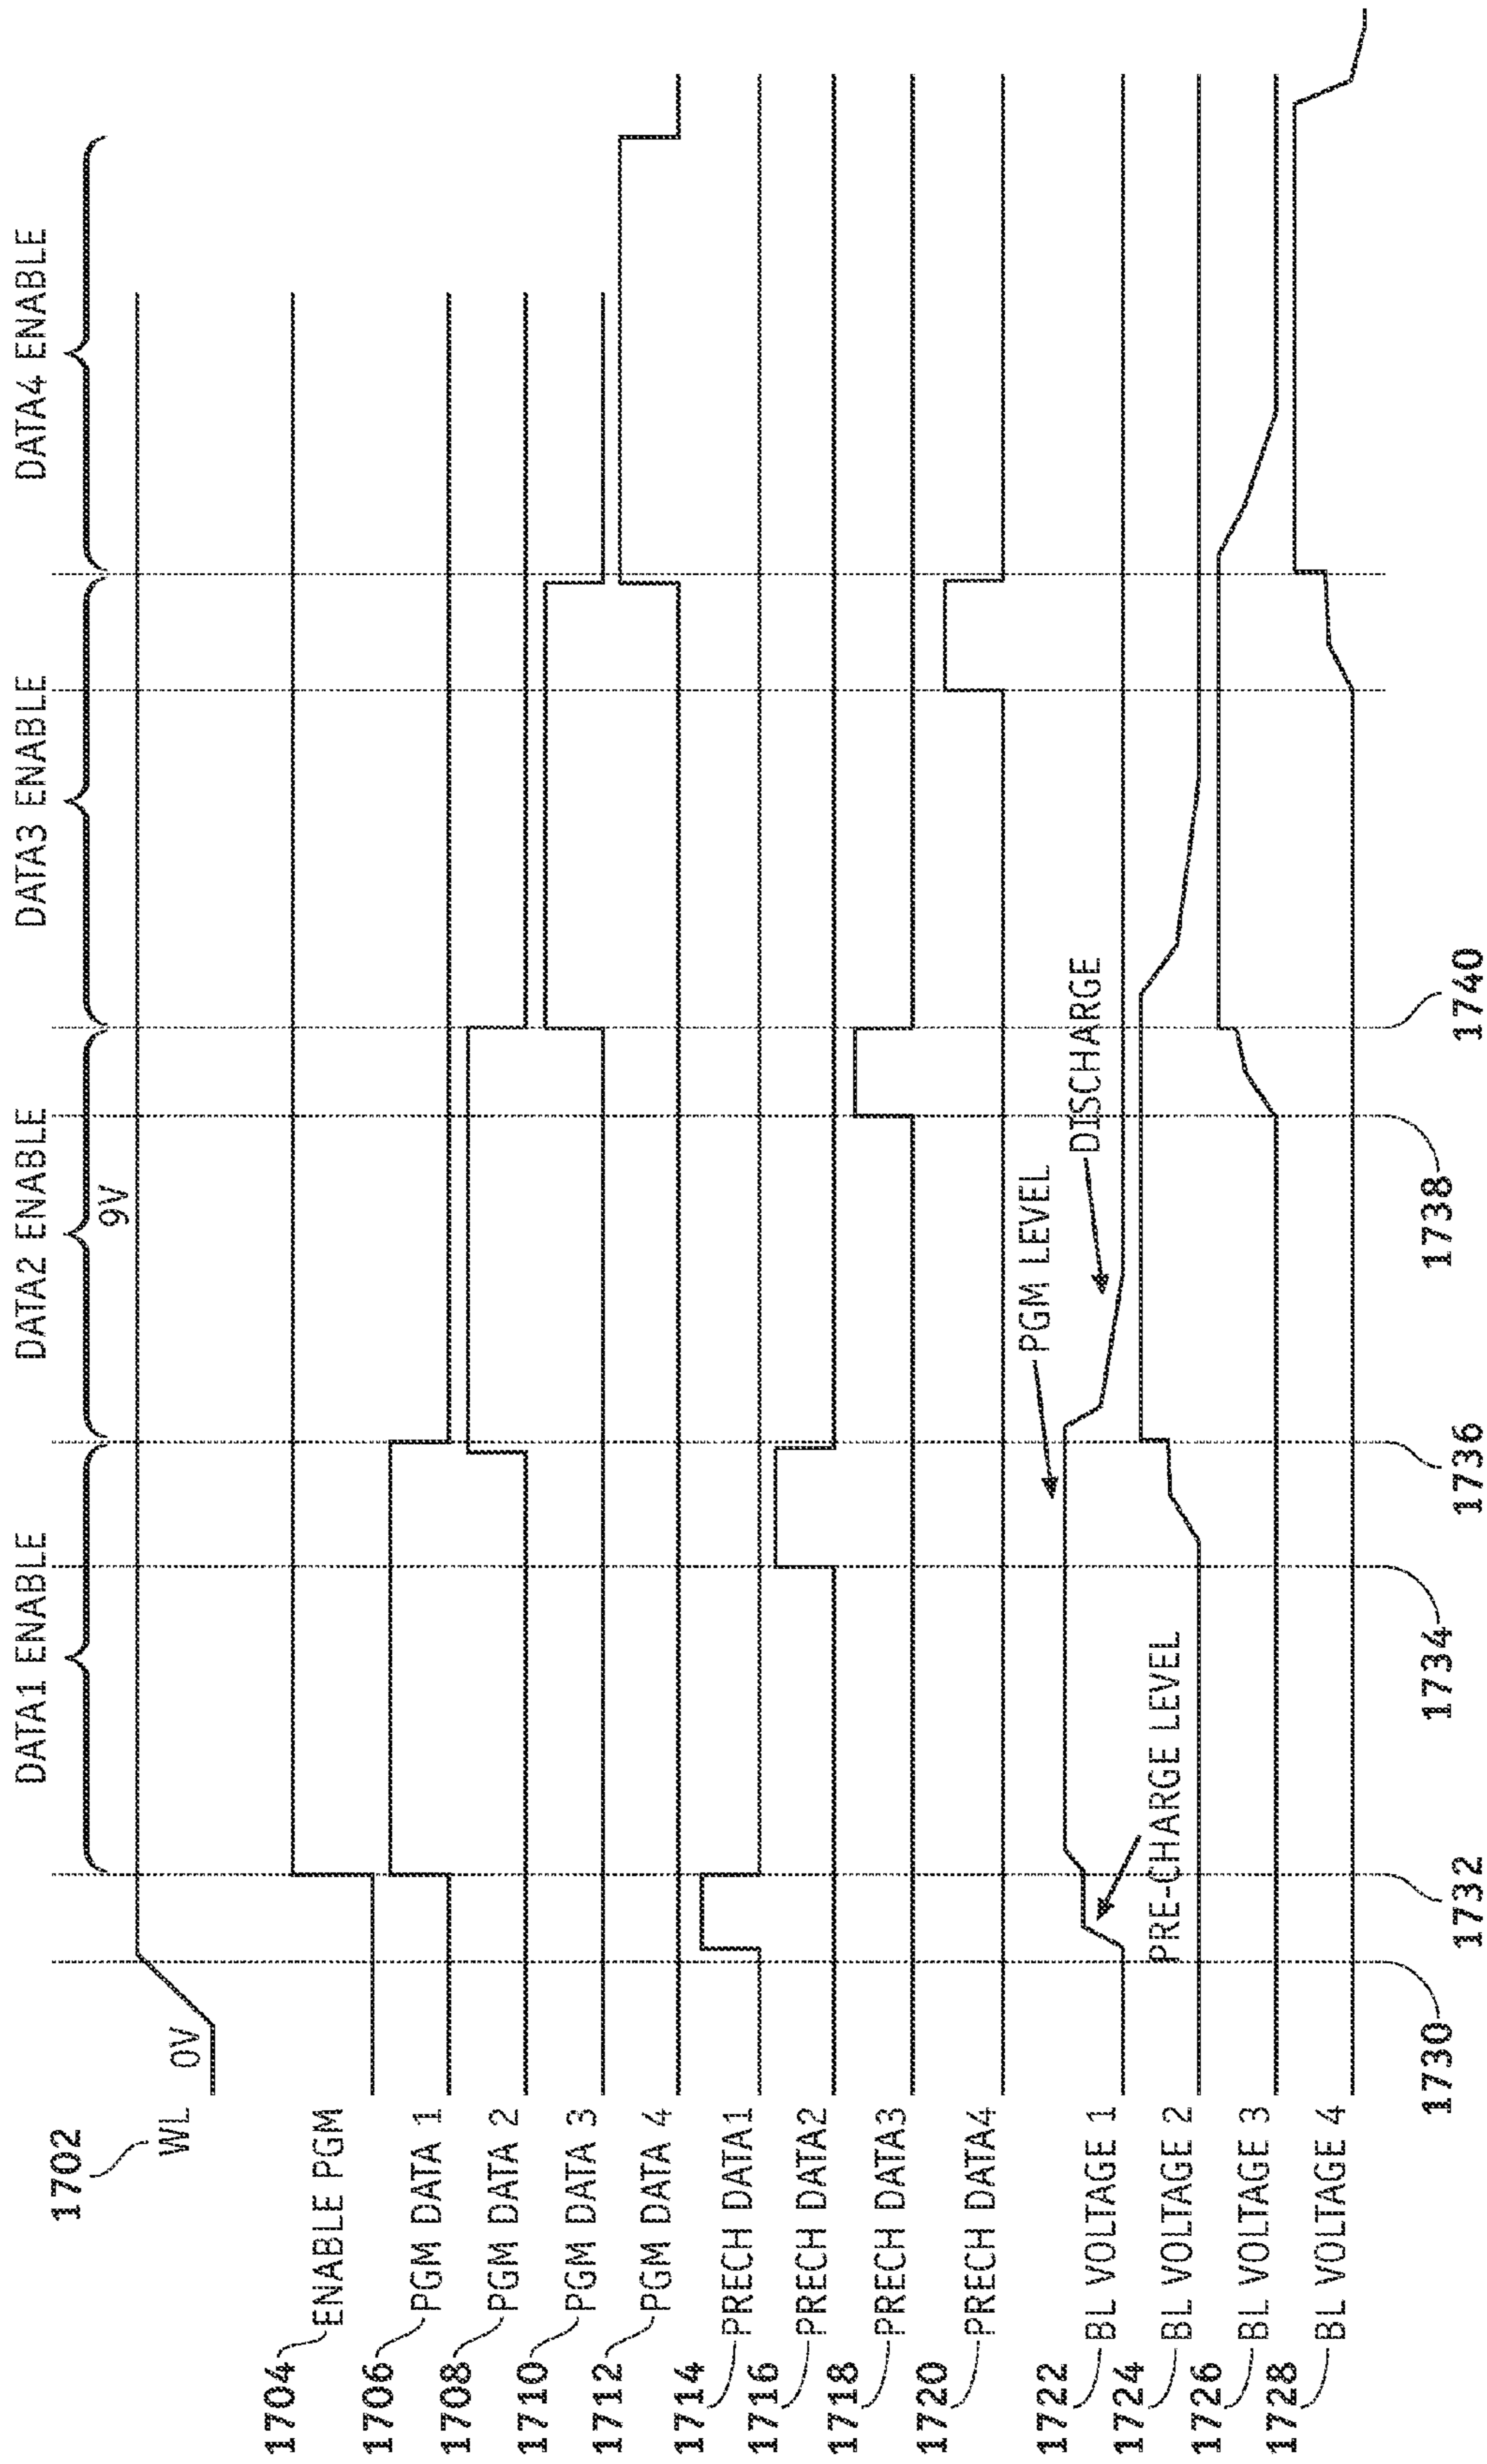 DATA1 ENABLE
DATA2 ENABLE
DATA3 ENABLE
DATA4 ENABLE
1702
WL
0V
9V
1704
ENABLE PGM
1706
PGM DATA 1
1708
PGM DATA 2
1710
PGM DATA 3
1712
PGM DATA 4
1714
PRECH DATA1
1716
PRECH DATA2
1718
PRECH DATA3
1720
PRECH DATA4
PGM LEVEL
DISCHARGE
1722
BL VOLTAGE 1
PRE-CHARGE LEVEL
1724
BL VOLTAGE 2
1726
BL VOLTAGE 3
1728
BL VOLTAGE 4
1730
1732
1734
1736
1738
1740